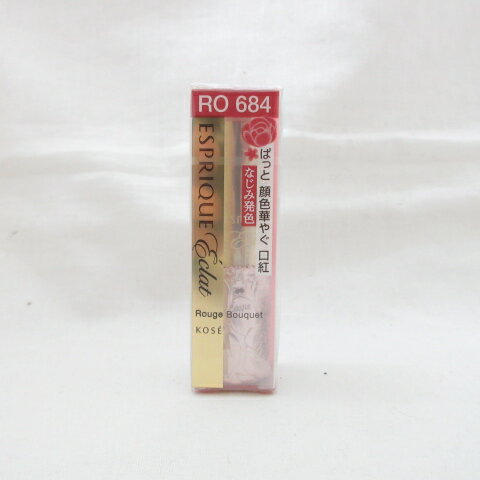 RO 684
ESPRIQUE
Éclat
ぱっと 顔色華やぐ 口紅
なじみ発色
Rouge Bouquet
KOSÉ